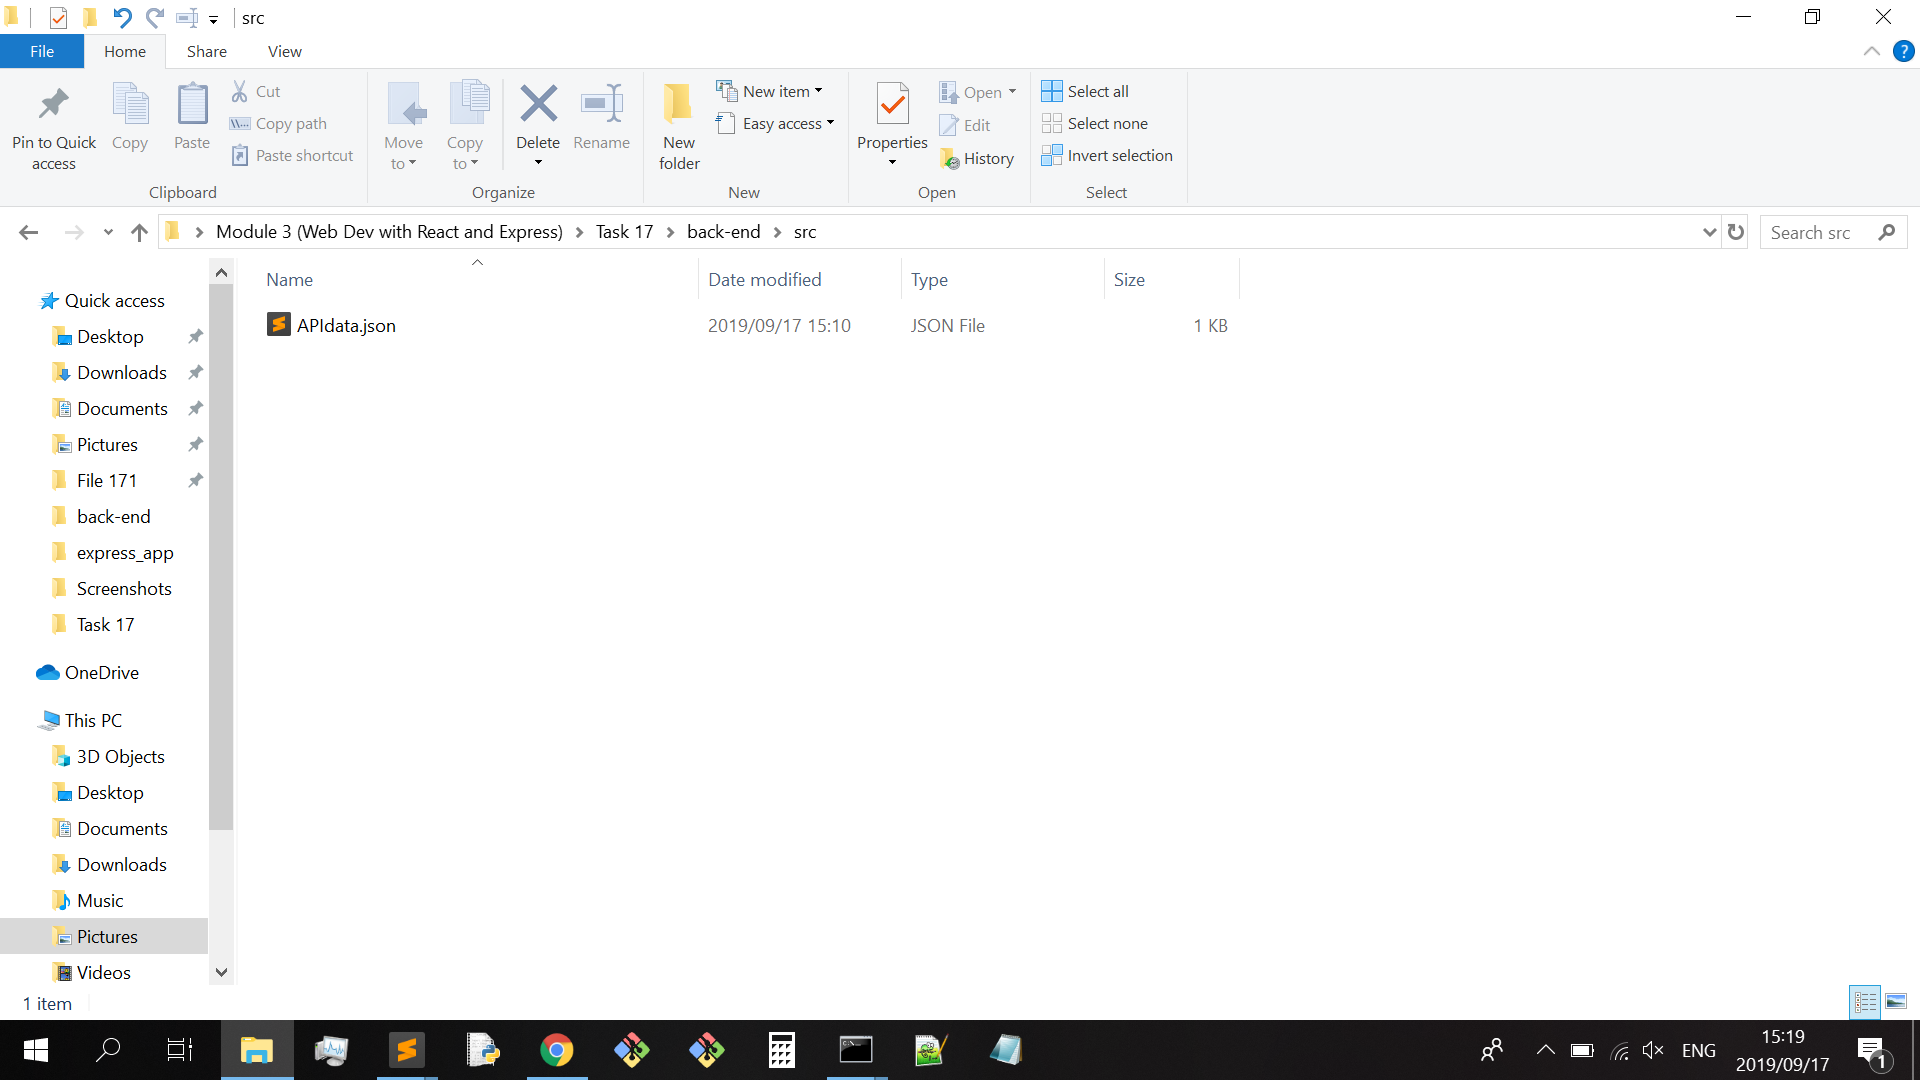 src
File
Home
Share
View
Pin to Quick access
Copy
Paste
Cut
Copy path
Paste shortcut
Clipboard
Move to
Copy to
Delete
Rename
Organize
New folder
New item
Easy access
New
Properties
Open
Edit
History
Open
Select all
Select none
Invert selection
Select
Module 3 (Web Dev with React and Express) Task 17 back-end src
Search src
Name Date modified Type Size
APIdata.json 2019/09/17 15:10 JSON File 1 KB
Quick access
Desktop
Downloads
Documents
Pictures
File 171
back-end
express_app
Screenshots
Task 17
OneDrive
This PC
3D Objects
Desktop
Documents
Downloads
Music
Pictures
Videos
1 item
ENG
15:19
2019/09/17
1